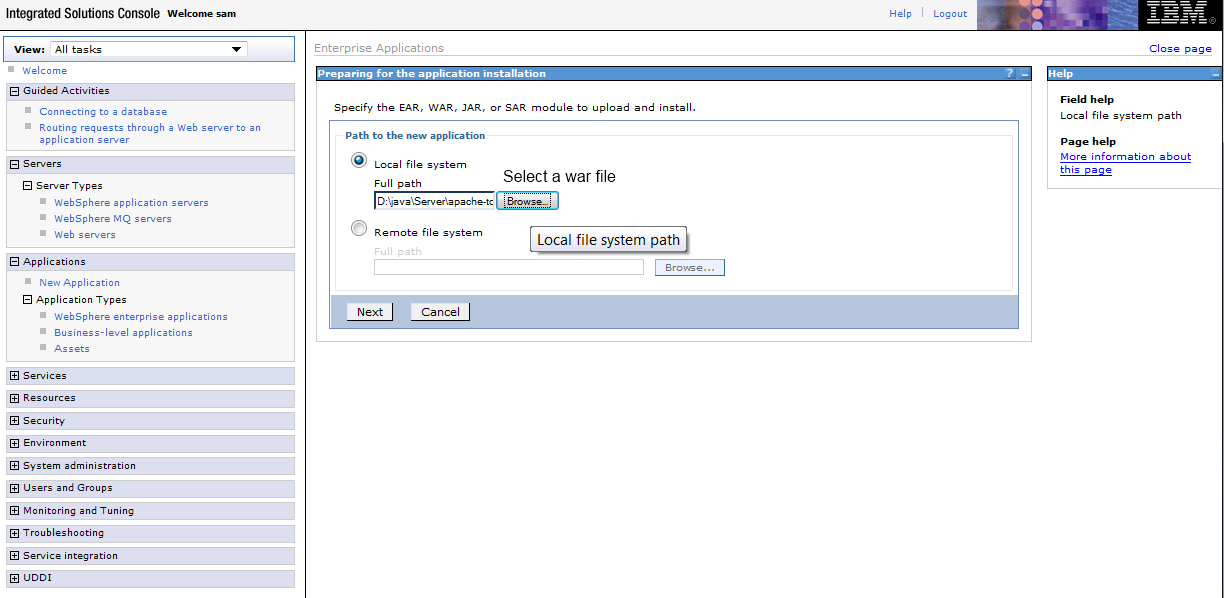 Integrated Solutions Console Welcome sam
Help Logout
IBM®
View: All tasks
Welcome
Guided Activities
Connecting to a database
Routing requests through a Web server to an
application server
Servers
Server Types
WebSphere application servers
WebSphere MQ servers
Web servers
Applications
New Application
Application Types
WebSphere enterprise applications
Business-level applications
Assets
Services
Resources
Security
Environment
System administration
Users and Groups
Monitoring and Tuning
Troubleshooting
Service integration
UDDI
Enterprise Applications
Close page
Preparing for the application installation ? –
Specify the EAR, WAR, JAR, or SAR module to upload and install.
Path to the new application
Local file system
Full path
Select a war file
D:\java\Server\apache-tc Browse...
Remote file system
Local file system path
Full path
Browse...
Next Cancel
Help –
Field help
Local file system path
Page help
More information about
this page